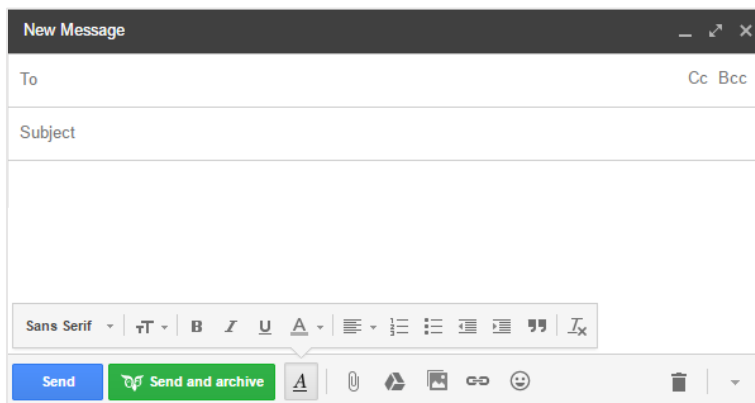 New Message
To Cc Bcc
Subject
Sans Serif T B I U A
Send Send and archive A